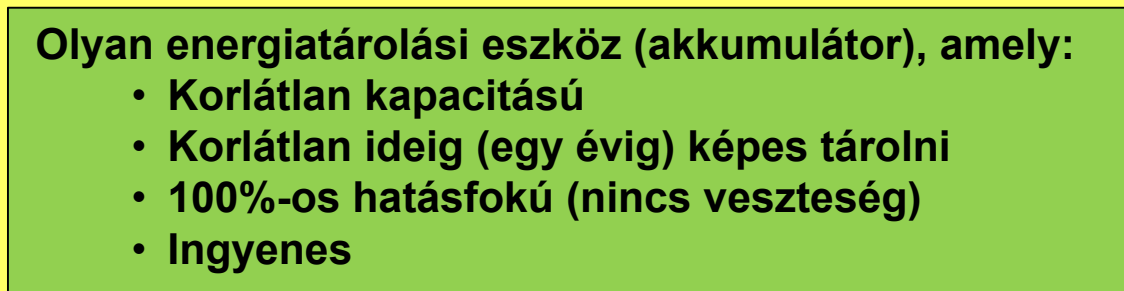 Olyan energiatárolási eszköz (akkumulátor), amely:
• Korlátlan kapacitású
• Korlátlan ideig (egy évig) képes tárolni
• 100%-os hatásfokú (nincs veszteség)
• Ingyenes